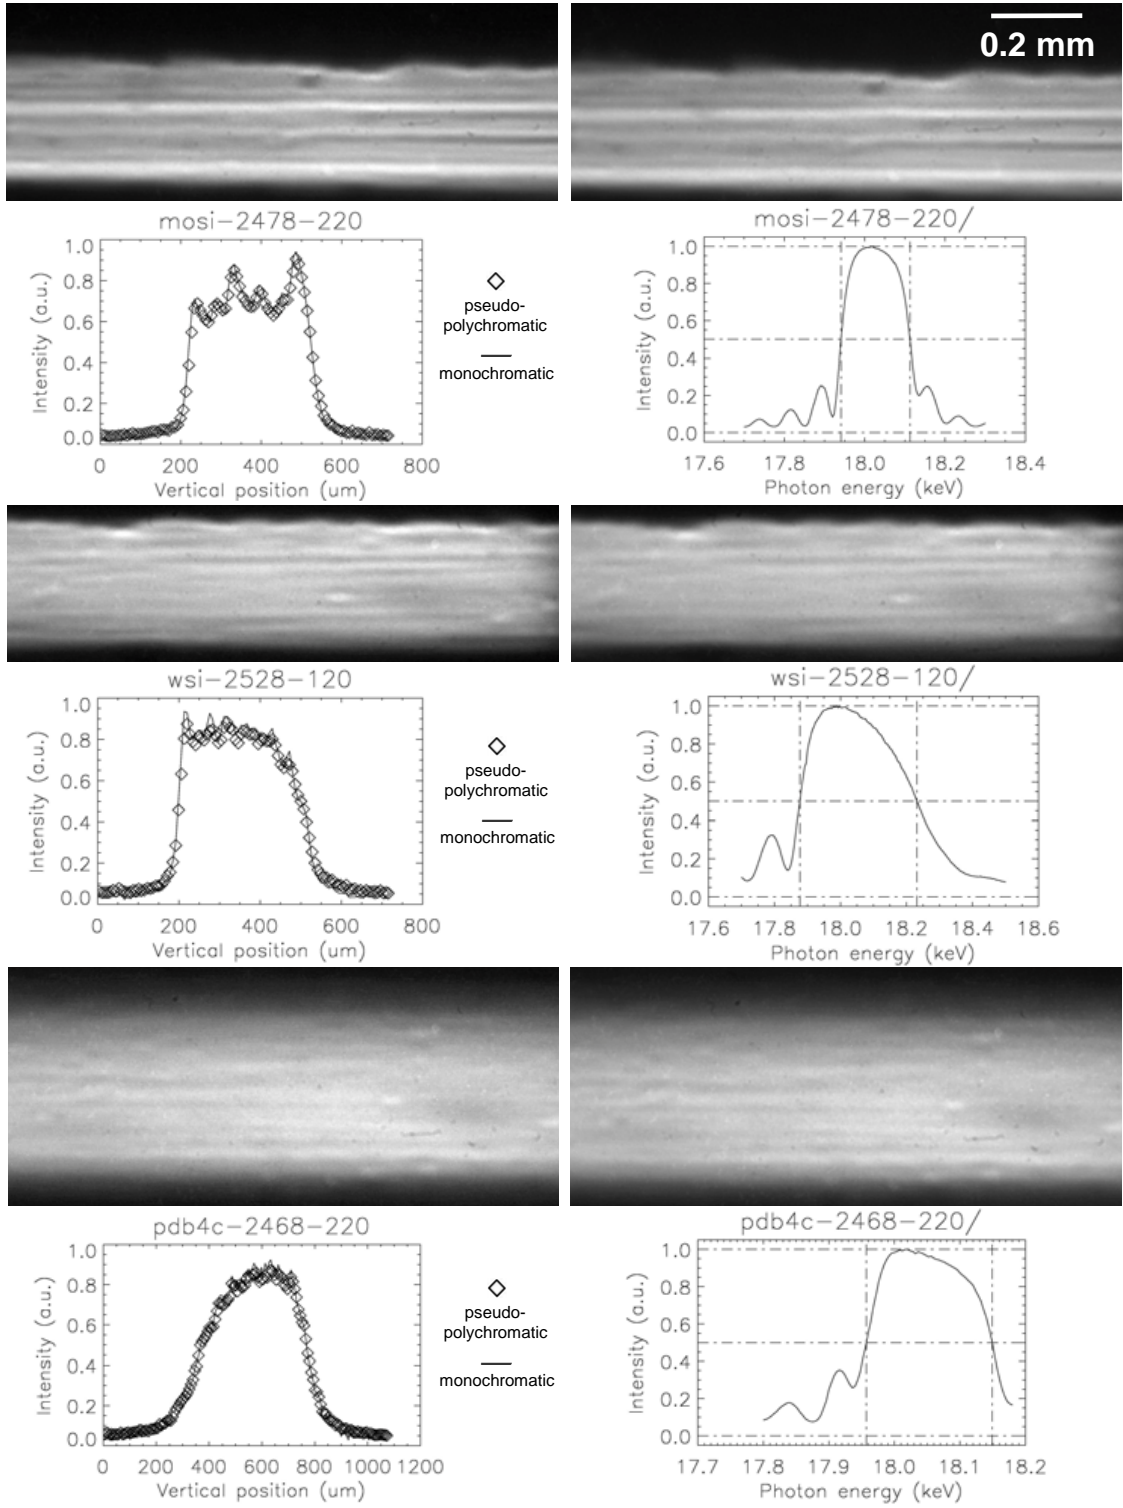 0.2 mm
mosi-2478-220
1.0
0.8
0.6
0.4
0.2
0.0
Intensity (a.u.)
0 200 400 600 800
Vertical position (um)
pseudo-
polychromatic
monochromatic
mosi-2478-220/
1.0
0.8
0.6
0.4
0.2
0.0
Intensity (a.u.)
17.6 17.8 18.0 18.2 18.4
Photon energy (keV)
wsi-2528-120
1.0
0.8
0.6
0.4
0.2
0.0
Intensity (a.u.)
0 200 400 600 800
Vertical position (um)
pseudo-
polychromatic
monochromatic
wsi-2528-120/
1.0
0.8
0.6
0.4
0.2
0.0
Intensity (a.u.)
17.6 17.8 18.0 18.2 18.4 18.6
Photon energy (keV)
pdb4c-2468-220
1.0
0.8
0.6
0.4
0.2
0.0
Intensity (a.u.)
0 200 400 600 800 1000 1200
Vertical position (um)
pseudo-
polychromatic
monochromatic
pdb4c-2468-220/
1.0
0.8
0.6
0.4
0.2
0.0
Intensity (a.u.)
17.7 17.8 17.9 18.0 18.1 18.2
Photon energy (keV)